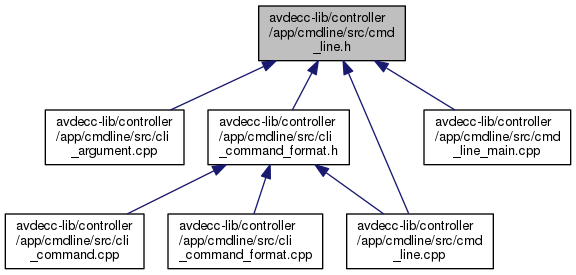 avdecc-lib/controller
/app/cmdline/src/cmd
_line.h
avdecc-lib/controller
/app/cmdline/src/cli
_argument.cpp
avdecc-lib/controller
/app/cmdline/src/cli
_command_format.h
avdecc-lib/controller
/app/cmdline/src/cmd
_line_main.cpp
avdecc-lib/controller
/app/cmdline/src/cli
_command.cpp
avdecc-lib/controller
/app/cmdline/src/cli
_command_format.cpp
avdecc-lib/controller
/app/cmdline/src/cmd
_line.cpp